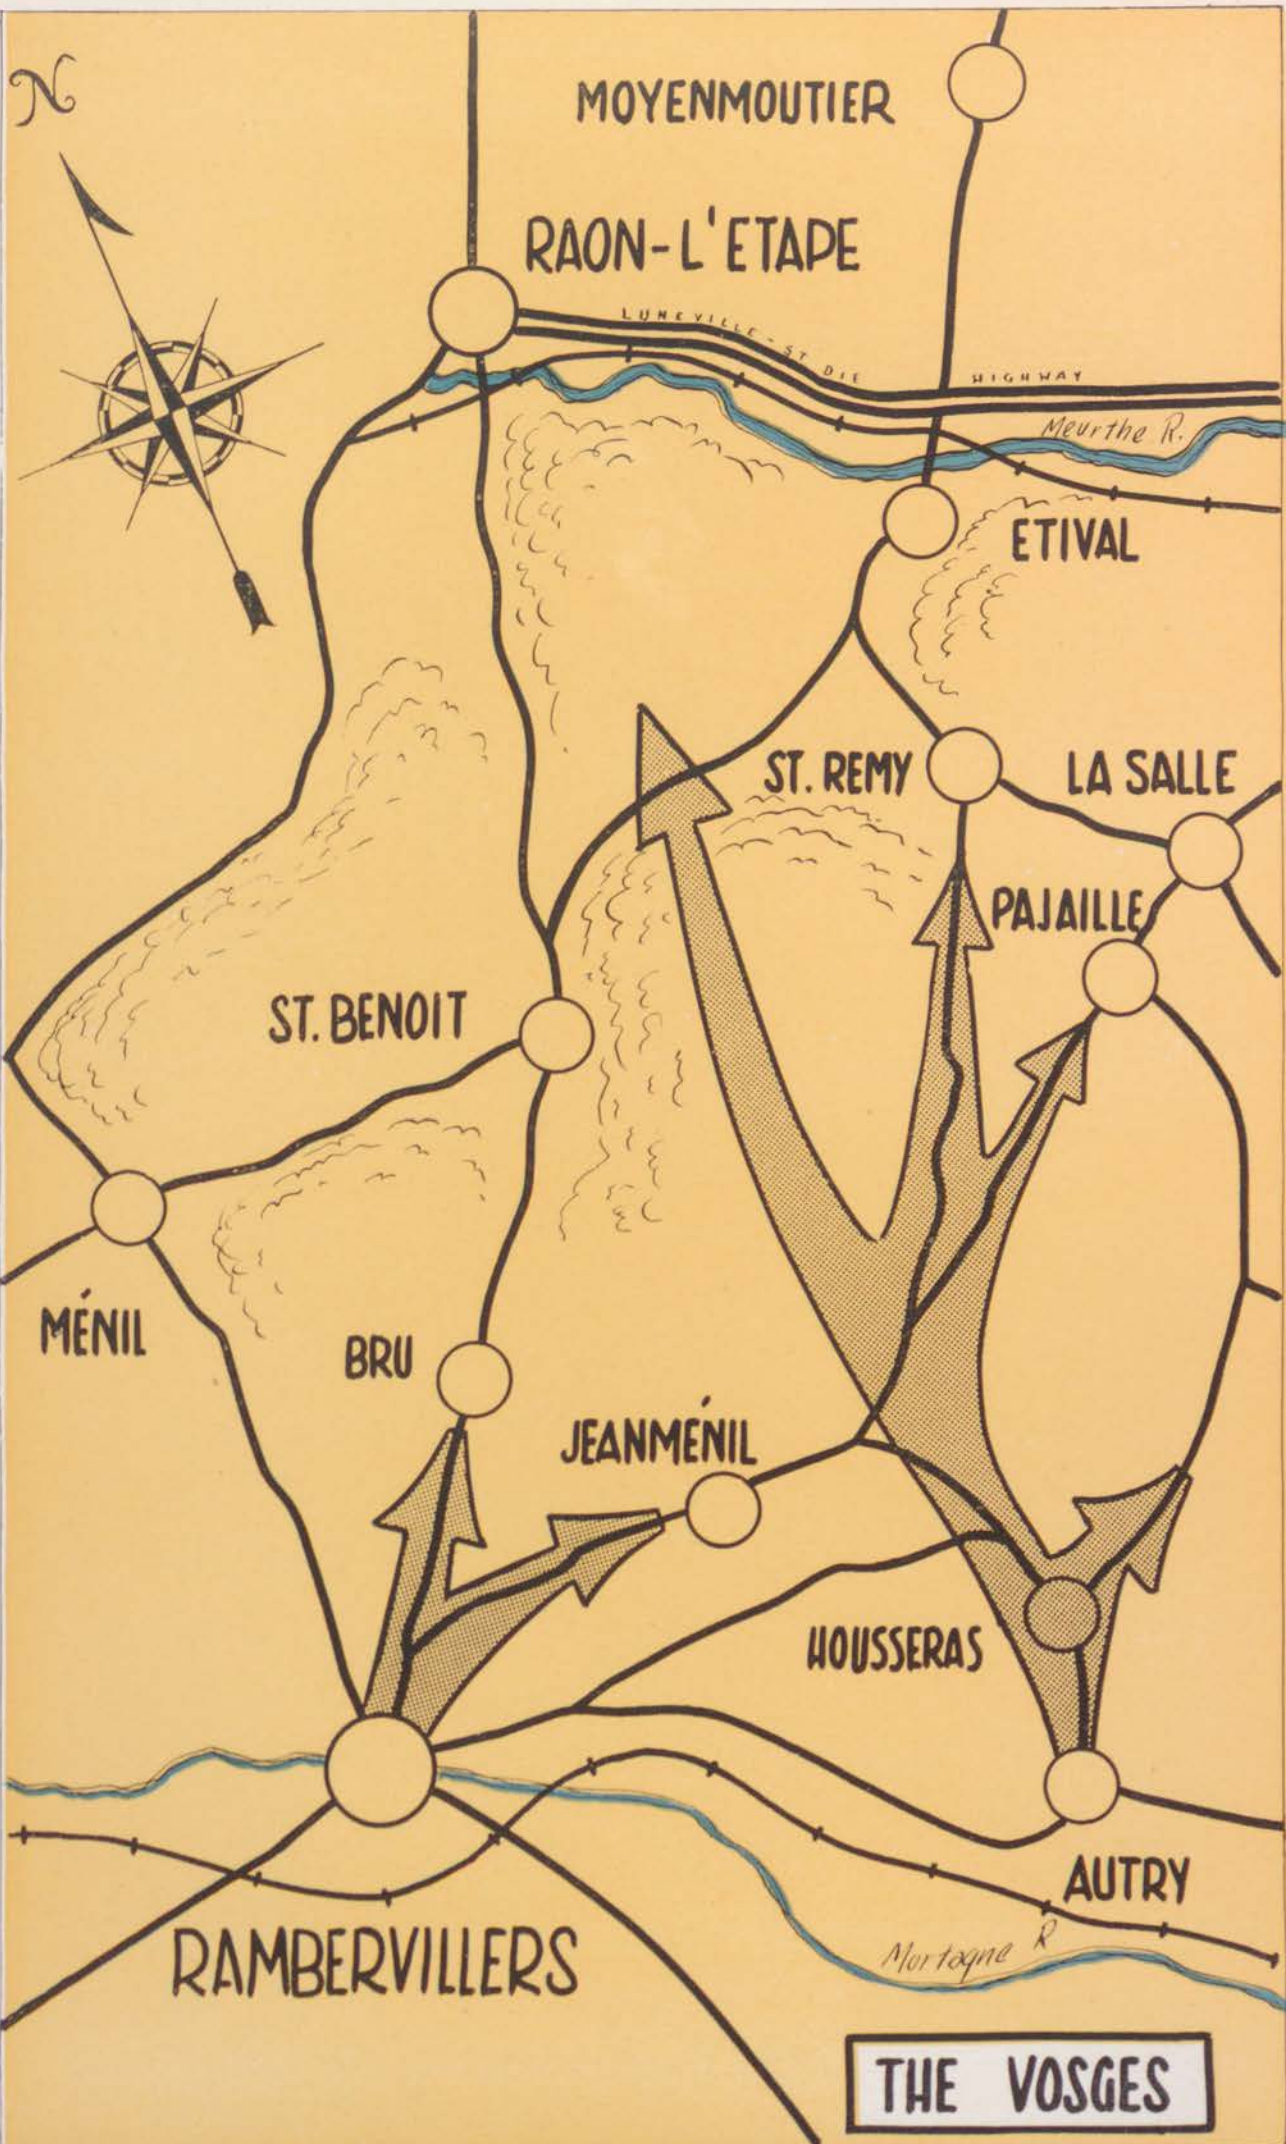 N
MOYENMOUTIER
RAON-L'ETAPE
LUNEVILLE-ST DIE HIGHWAY
Meurthe R.
ETIVAL
ST. REMY
LA SALLE
PAJAILLE
ST. BENOIT
MÉNIL
BRU
JEANMÉNIL
HOUSSERAS
AUTRY
RAMBERVILLERS
Mortagne R
THE VOSGES